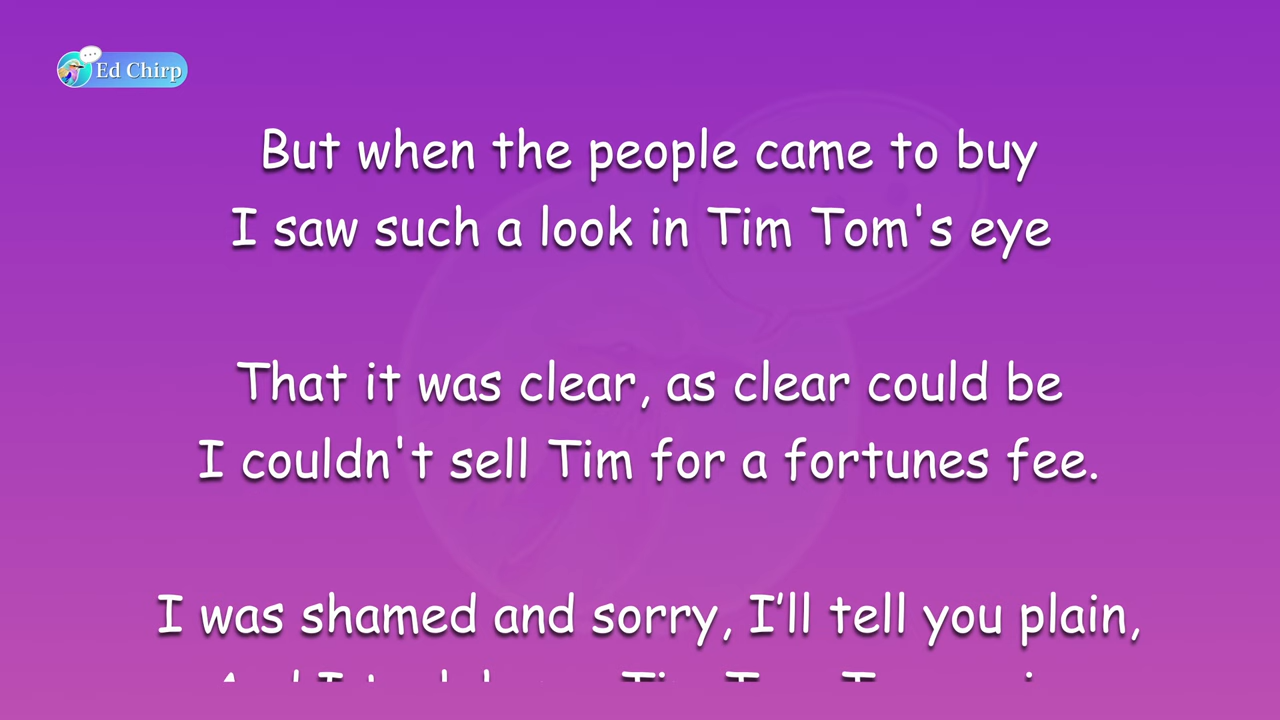 Ed Chirp
But when the people came to buy
I saw such a look in Tim Tom's eye
That it was clear, as clear could be
I couldn't sell Tim for a fortunes fee.
I was shamed and sorry, I’ll tell you plain,